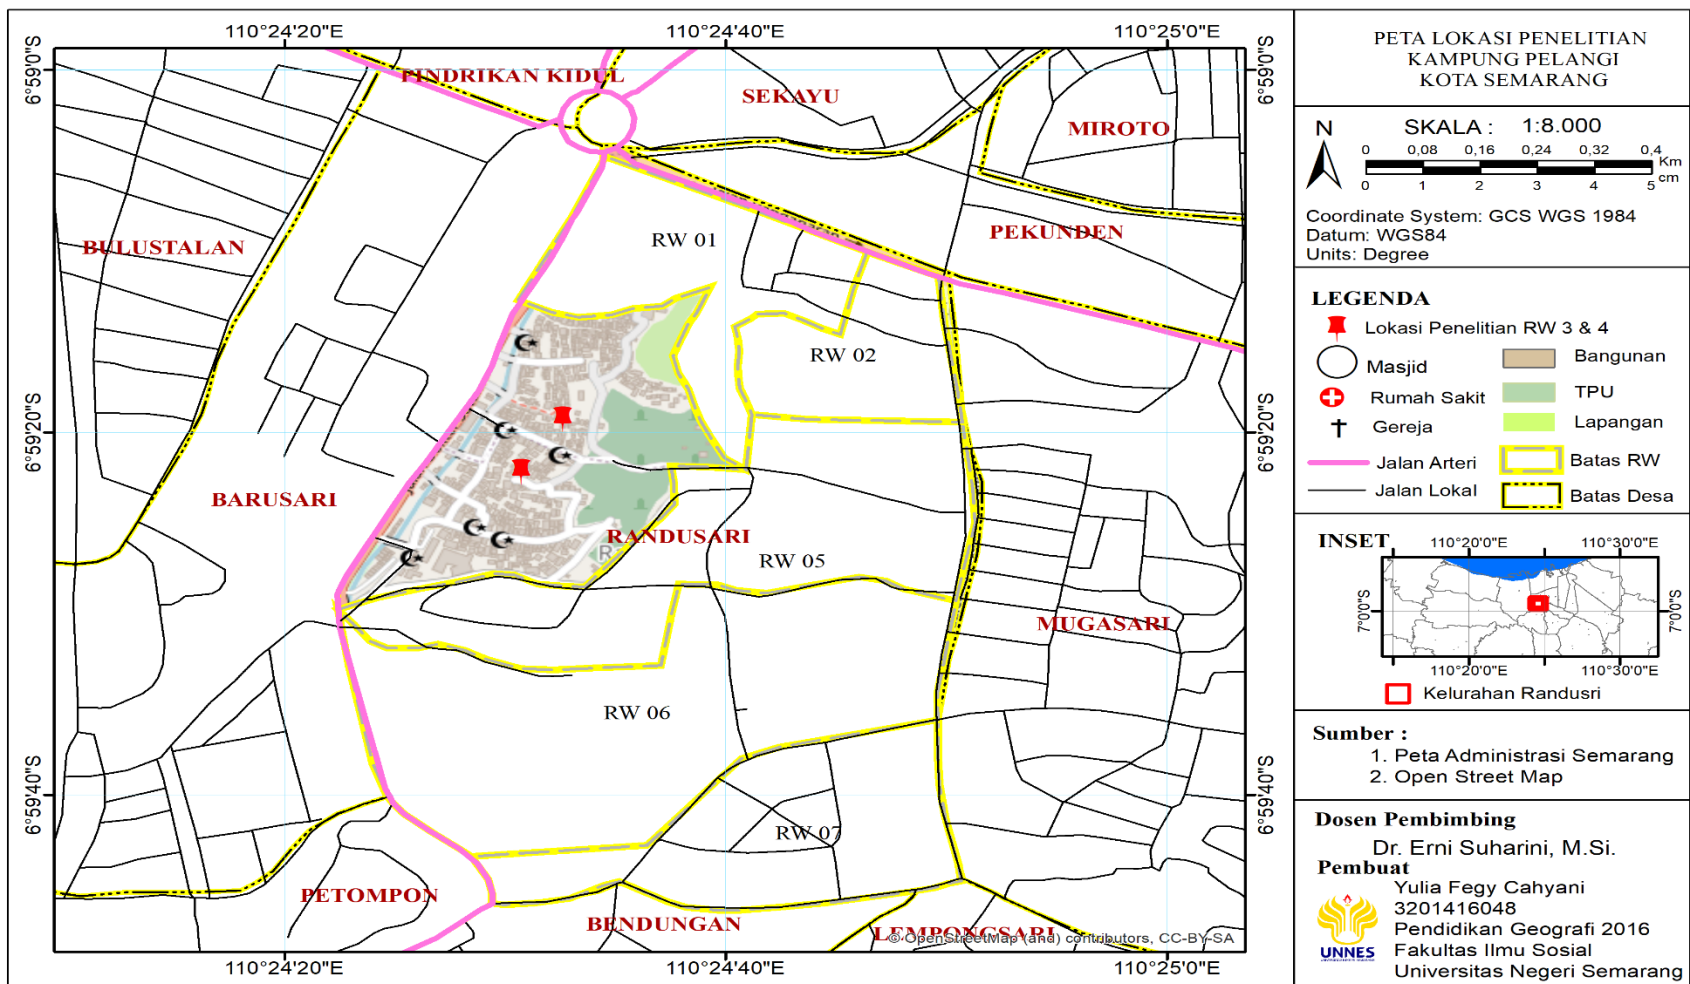 110°24'20"E 110°24'40"E 110°25'0"E
6°59'0"S
6°59'20"S
6°59'40"S
PINDRIKAN KIDUL
SEKAYU
MIROTO
BULUSTALAN
RW 01
PEKUNDEN
RW 02
BARUSARI
RANDUSARI
RW 05
MUGASARI
RW 06
RW 07
PETOMPON
BENDUNGAN
LEMPONGSARI
© OpenStreetMap (and) contributors, CC-BY-SA
6°59'0"S
6°59'20"S
6°59'40"S
110°24'20"E 110°24'40"E 110°25'0"E
PETA LOKASI PENELITIAN
KAMPUNG PELANGI
KOTA SEMARANG
N
SKALA : 1:8.000
0 0,08 0,16 0,24 0,32 0,4
Km
0 1 2 3 4 5
cm
Coordinate System: GCS WGS 1984
Datum: WGS84
Units: Degree
LEGENDA
Lokasi Penelitian RW 3 & 4
Masjid
Bangunan
Rumah Sakit
TPU
Gereja
Lapangan
Jalan Arteri
Batas RW
Jalan Lokal
Batas Desa
INSET
110°20'0"E 110°30'0"E
7°0'0"S 7°0'0"S
110°20'0"E 110°30'0"E
Kelurahan Randusri
Sumber :
1. Peta Administrasi Semarang
2. Open Street Map
Dosen Pembimbing
Dr. Erni Suharini, M.Si.
Pembuat
Yulia Fegy Cahyani
3201416048
Pendidikan Geografi 2016
Fakultas Ilmu Sosial
Universitas Negeri Semarang
UNNES